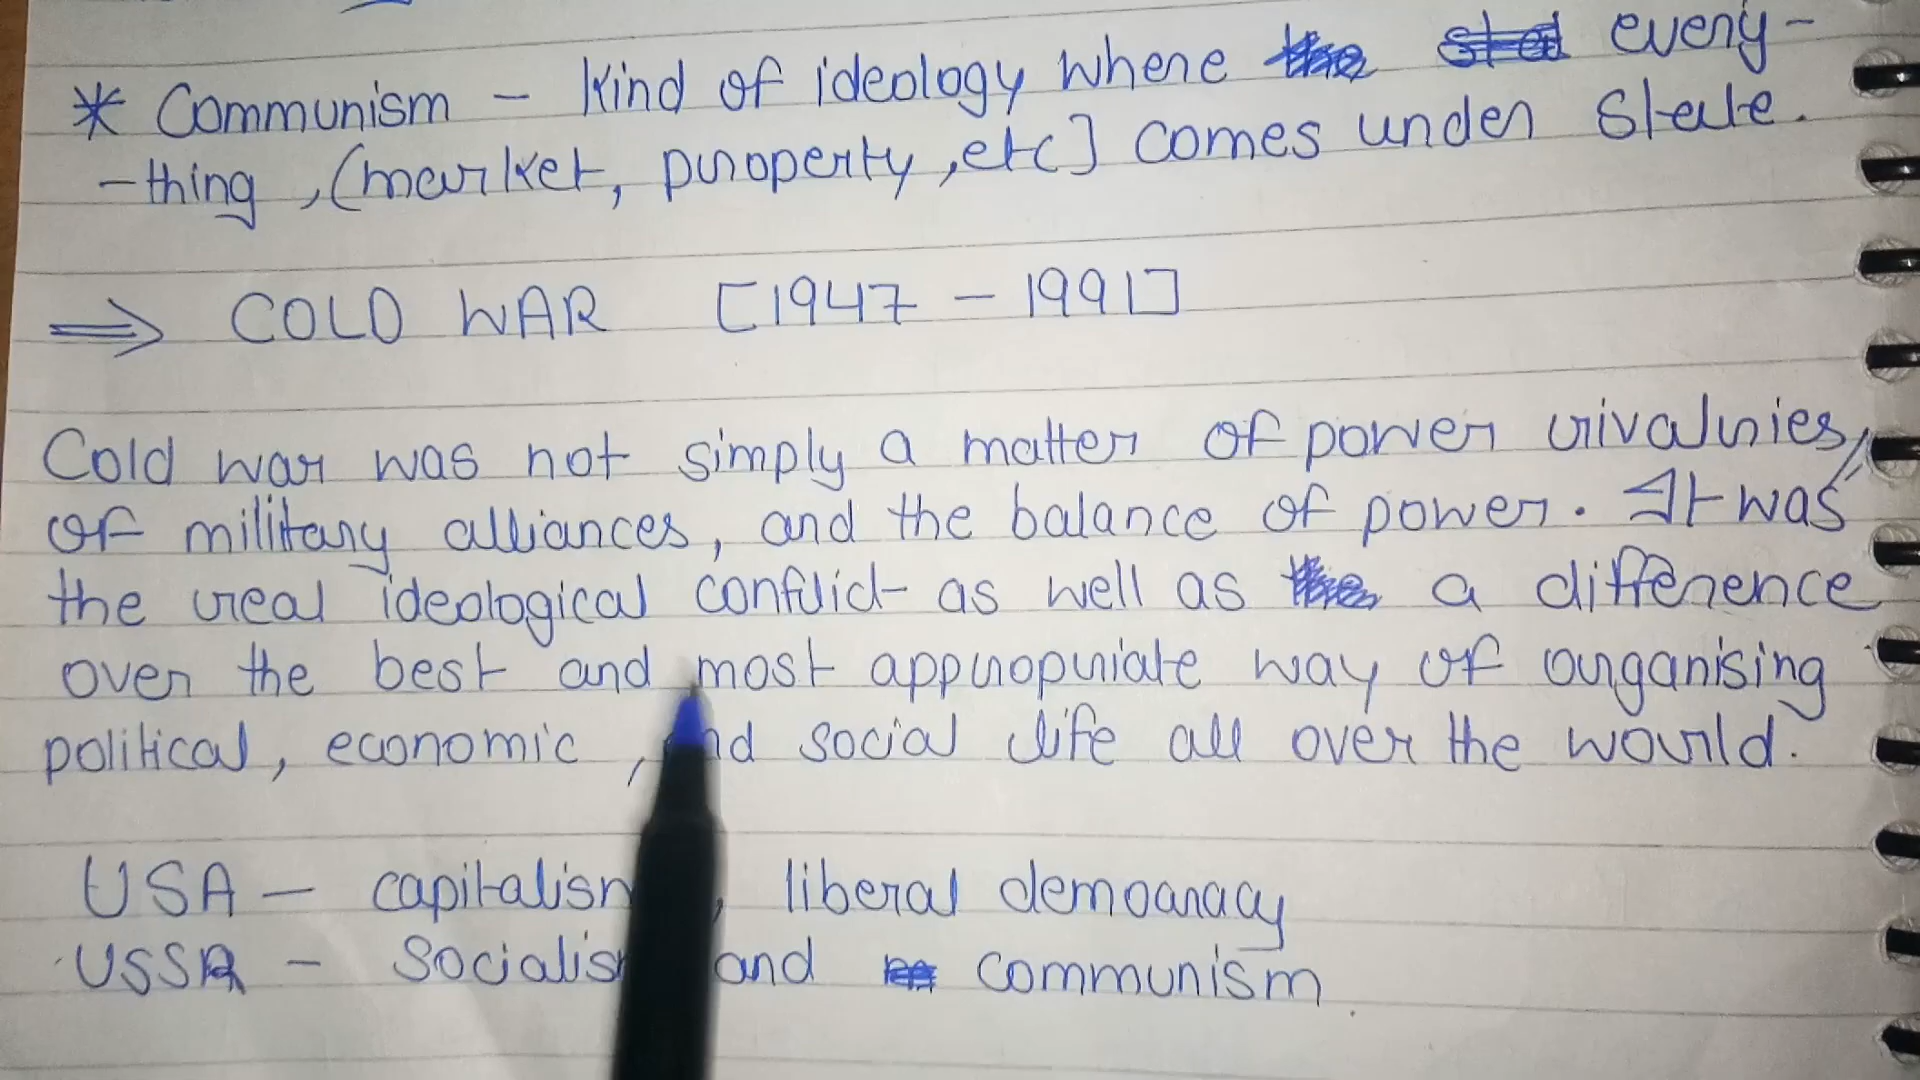 * Communism - Kind of ideology where every-
-thing, (market, property, etc] comes under State.
⇒ COLD WAR [1947 - 1991]
Cold war was not simply a matter of power rivalries,
of military alliances, and the balance of power. It was
the real ideological conflict as well as a difference
over the best and most appropriate way of organising
political, economic, and social life all over the world.
USA - capitalism, liberal democracy
USSR - Socialism and communism